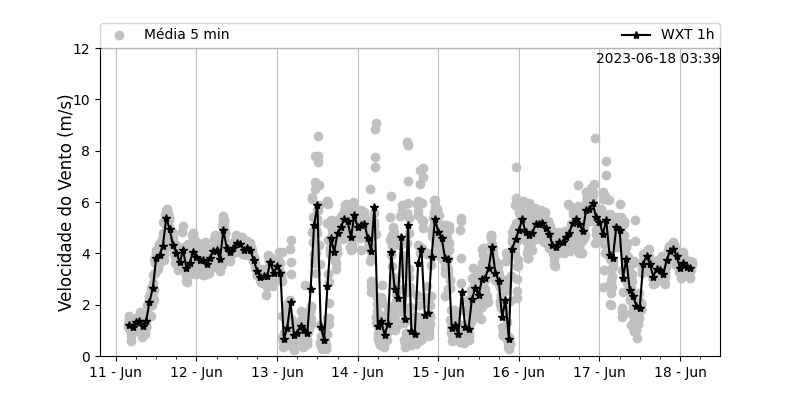 Média 5 min
WXT 1h
2023-06-18 03:39
Velocidade do Vento (m/s)
12
10
8
6
4
2
0
11 - Jun
12 - Jun
13 - Jun
14 - Jun
15 - Jun
16 - Jun
17 - Jun
18 - Jun